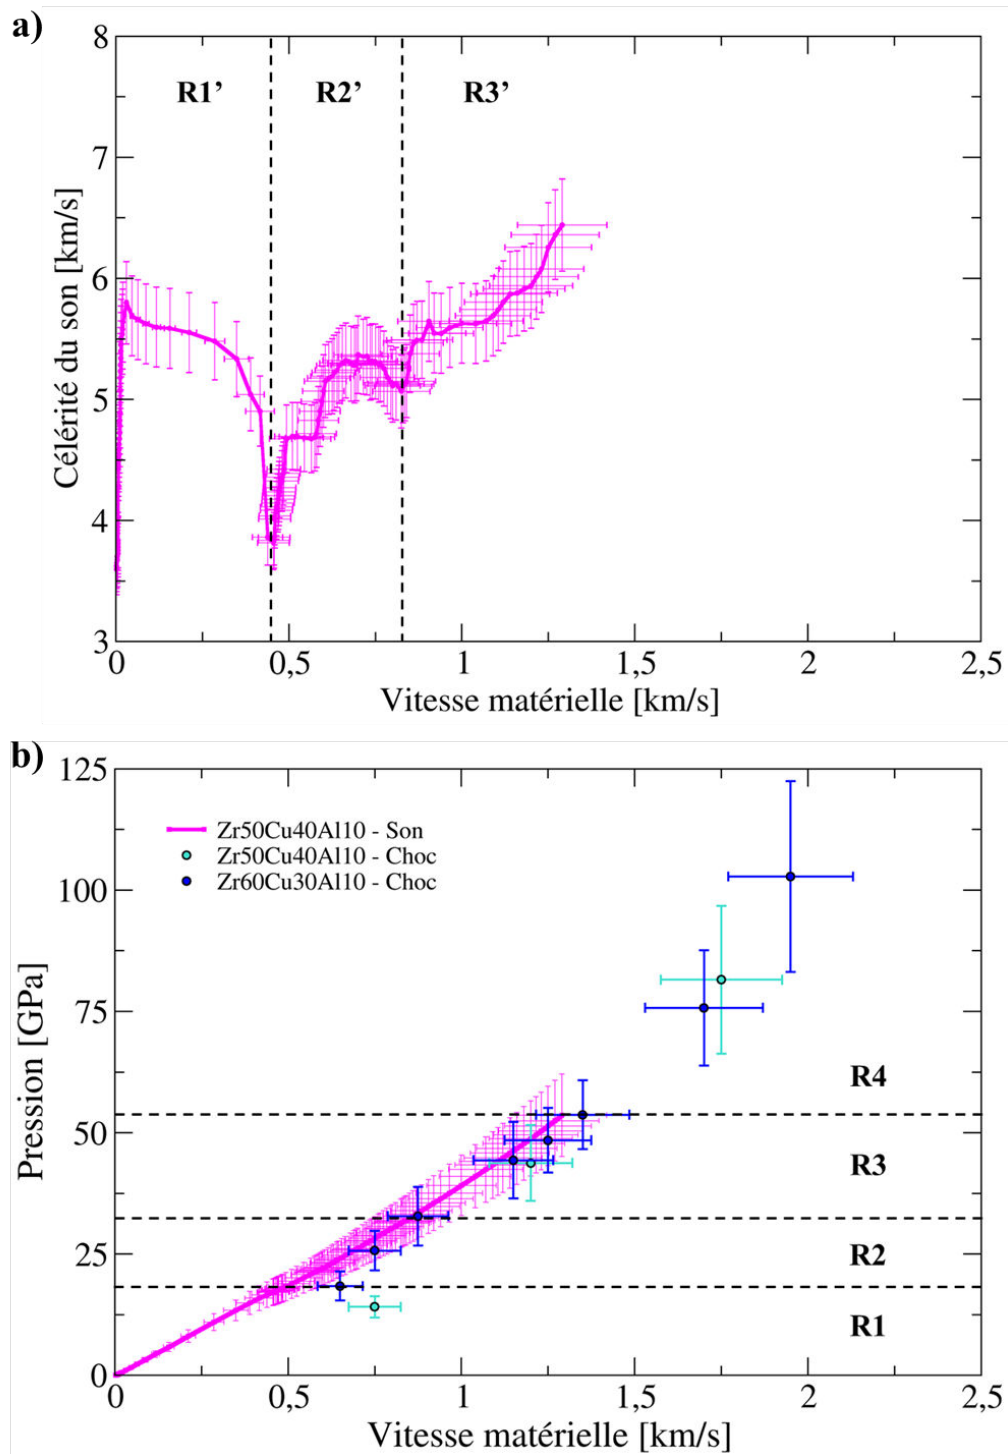 a)
8
7
6
5
4
3
Célérité du son [km/s]
R1’ R2’ R3’
0 0,5 1 1,5 2 2,5
Vitesse matérielle [km/s]
b)
125
100
75
50
25
0
Pression [GPa]
Zr50Cu40Al10 - Son
Zr50Cu40Al10 - Choc
Zr60Cu30Al10 - Choc
R4
R3
R2
R1
0 0,5 1 1,5 2 2,5
Vitesse matérielle [km/s]